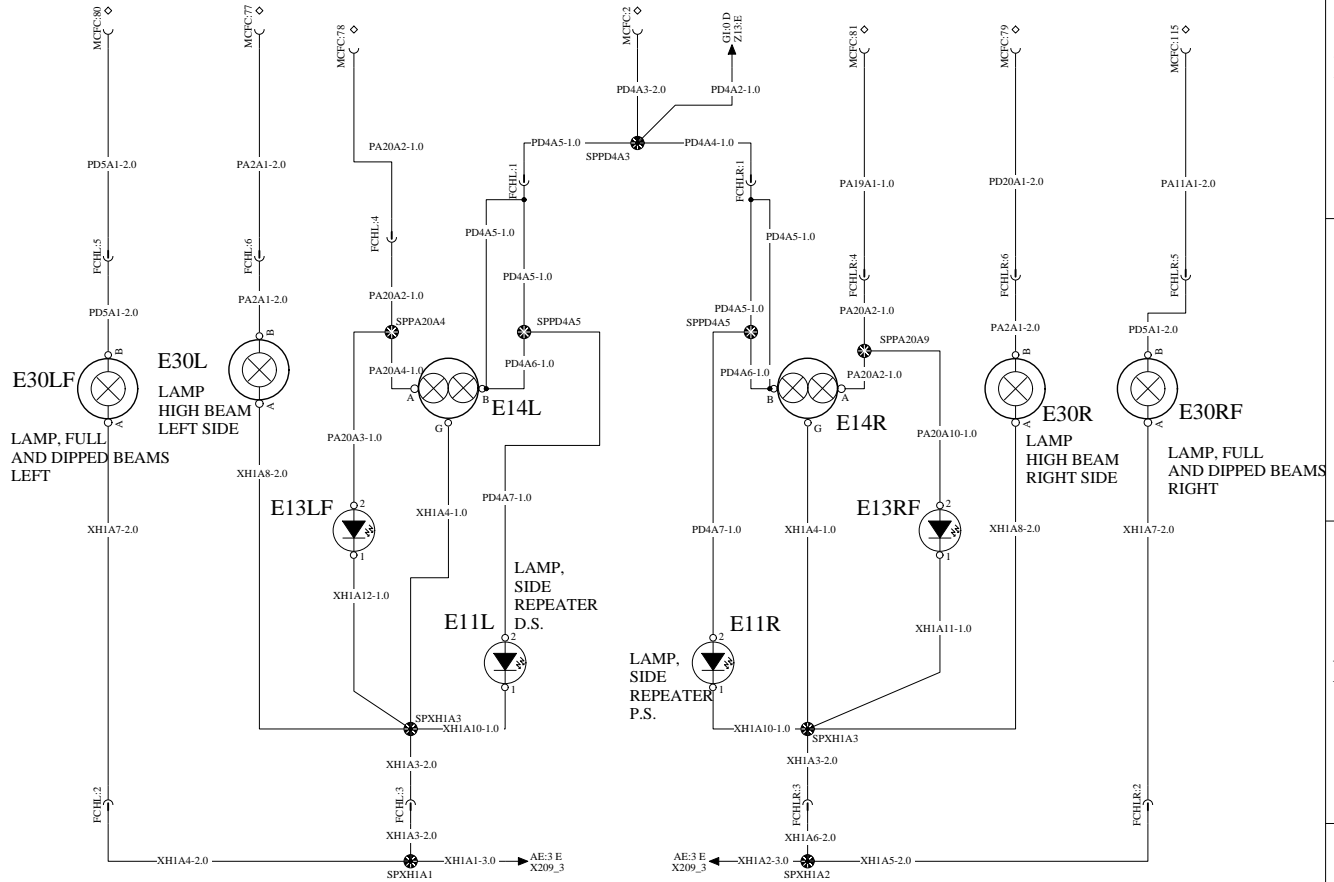 MCFC:80
MCFC:77
MCFC:78
MCFC:2
GI:0 D
Z13:E
MCFC:81
MCFC:79
MCFC:115
PD4A3-2.0
PD4A2-1.0
PD4A5-1.0
PD4A4-1.0
SPPD4A3
PA20A2-1.0
PD5A1-2.0
PA2A1-2.0
FCHL:1
FCHLR:1
PA19A1-1.0
PD20A1-2.0
PA11A1-2.0
FCHL:5
FCHL:6
FCHL:4
PD4A5-1.0
PD4A5-1.0
FCHLR:4
FCHLR:6
FCHLR:5
PD4A5-1.0
PD5A1-2.0
PA2A1-2.0
PA20A2-1.0
PD4A5-1.0
PA20A2-1.0
SPPA20A4
SPPD4A5
SPPD4A5
PA2A1-2.0
PD5A1-2.0
SPPA20A9
B
B
B
B
E30LF
E30L
LAMP
HIGH BEAM
LEFT SIDE
PA20A4-1.0
PD4A6-1.0
PD4A6-1.0
PA20A2-1.0
A
B
E14L
B
A
E14R
E30R
E30RF
A
A
A
A
G
G
LAMP, FULL
AND DIPPED BEAMS
LEFT
LAMP
HIGH BEAM
RIGHT SIDE
LAMP, FULL
AND DIPPED BEAMS
RIGHT
PA20A3-1.0
PA20A10-1.0
XH1A8-2.0
PD4A7-1.0
E13LF
2
1
XH1A4-1.0
E13RF
2
1
XH1A7-2.0
PD4A7-1.0
XH1A4-1.0
XH1A8-2.0
XH1A7-2.0
LAMP,
SIDE
REPEATER
D.S.
XH1A12-1.0
E11L
2
1
E11R
2
1
XH1A11-1.0
LAMP,
SIDE
REPEATER
P.S.
SPXH1A3
XH1A10-1.0
XH1A10-1.0
SPXH1A3
XH1A3-2.0
XH1A3-2.0
FCHL:2
FCHL:3
FCHLR:3
FCHLR:2
XH1A3-2.0
XH1A6-2.0
XH1A4-2.0
XH1A1-3.0
AE:3 E
X209_3
AE:3 E
X209_3
XH1A2-3.0
XH1A5-2.0
SPXH1A1
SPXH1A2